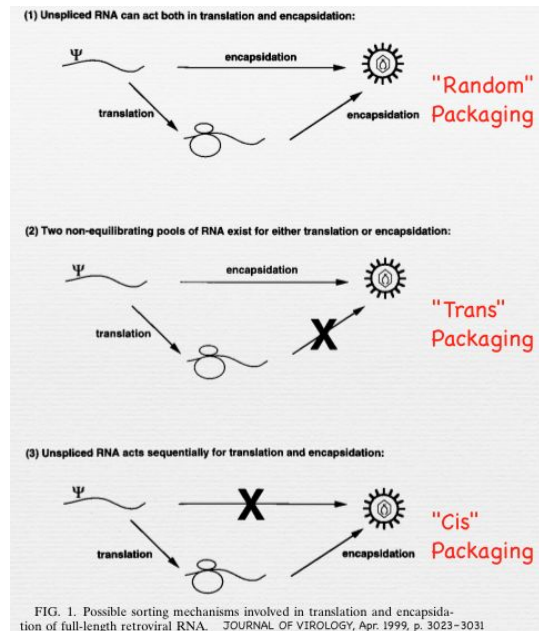 (1) Unspliced RNA can act both in translation and encapsidation:
Ψ
encapsidation
"Random"
Packaging
translation
encapsidation
(2) Two non-equilibrating pools of RNA exist for either translation or encapsidation:
Ψ
encapsidation
"Trans"
Packaging
translation
X
(3) Unspliced RNA acts sequentially for translation and encapsidation:
Ψ
X
"Cis"
Packaging
translation
encapsidation
FIG. 1. Possible sorting mechanisms involved in translation and encapsida-
tion of full-length retroviral RNA. JOURNAL OF VIROLOGY, Apr. 1999, p. 3023–3031